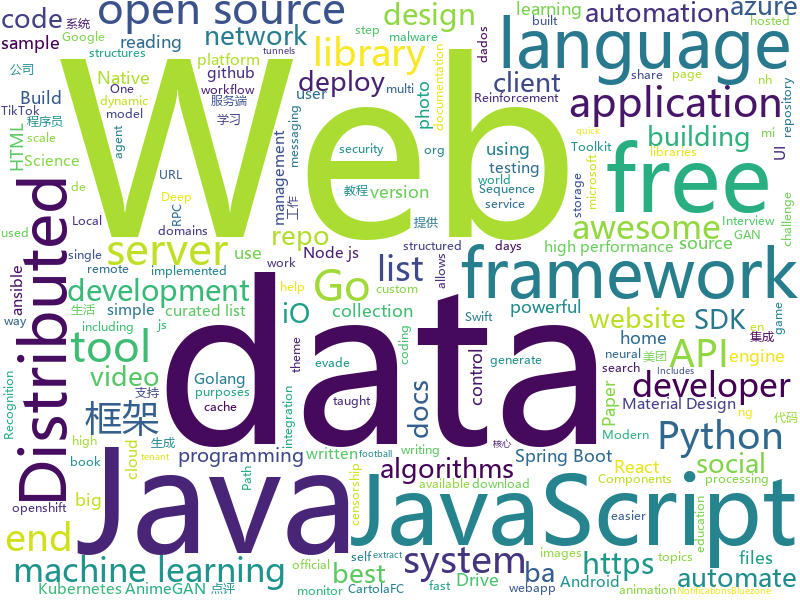 code 系统 open source design automation azure
sample Google reading network learning step malware platform hosted dados
structures library language
公司 Native github deploy client photo documentation
Build One workflow dynamic 服务端 multi user Reinforcement application
TikTok 程序员 model 学习 messaging share page
scale agent org building
HTML Science URL security using Toolkit libraries quick
Web testing world UI repository
de RPC management 教程 Sequence storage microsoft mi nh
Local domains 工作 version service free
used 提供 challenge
Distributed server repo Node js structured days awesome Interview GAN
single remote use allows high performance source
ansible development implemented work list framework
way 生活 simple curated list custom iO collection powerful Swift game en
including js Go help website SDK home 集成
tool theme coding generate API engine
video Golang evade control neural 美团 search
Recognition 支持 purposes cache taught docs developer Includes
框架 data Material Design ng
end 生成 integration Paper Modern 代码
high Python
book cloud programming written football writing algorithms Spring Boot React social
tenant Path censorship available download Components processing
openshift big 核心 JavaScript easier
machine learning Java system best https files topics education
Kubernetes AnimeGAN 点评 tunnels self extract official monitor CartolaFC fast ba Drive webapp Android images animation automate Notifications Bluezone